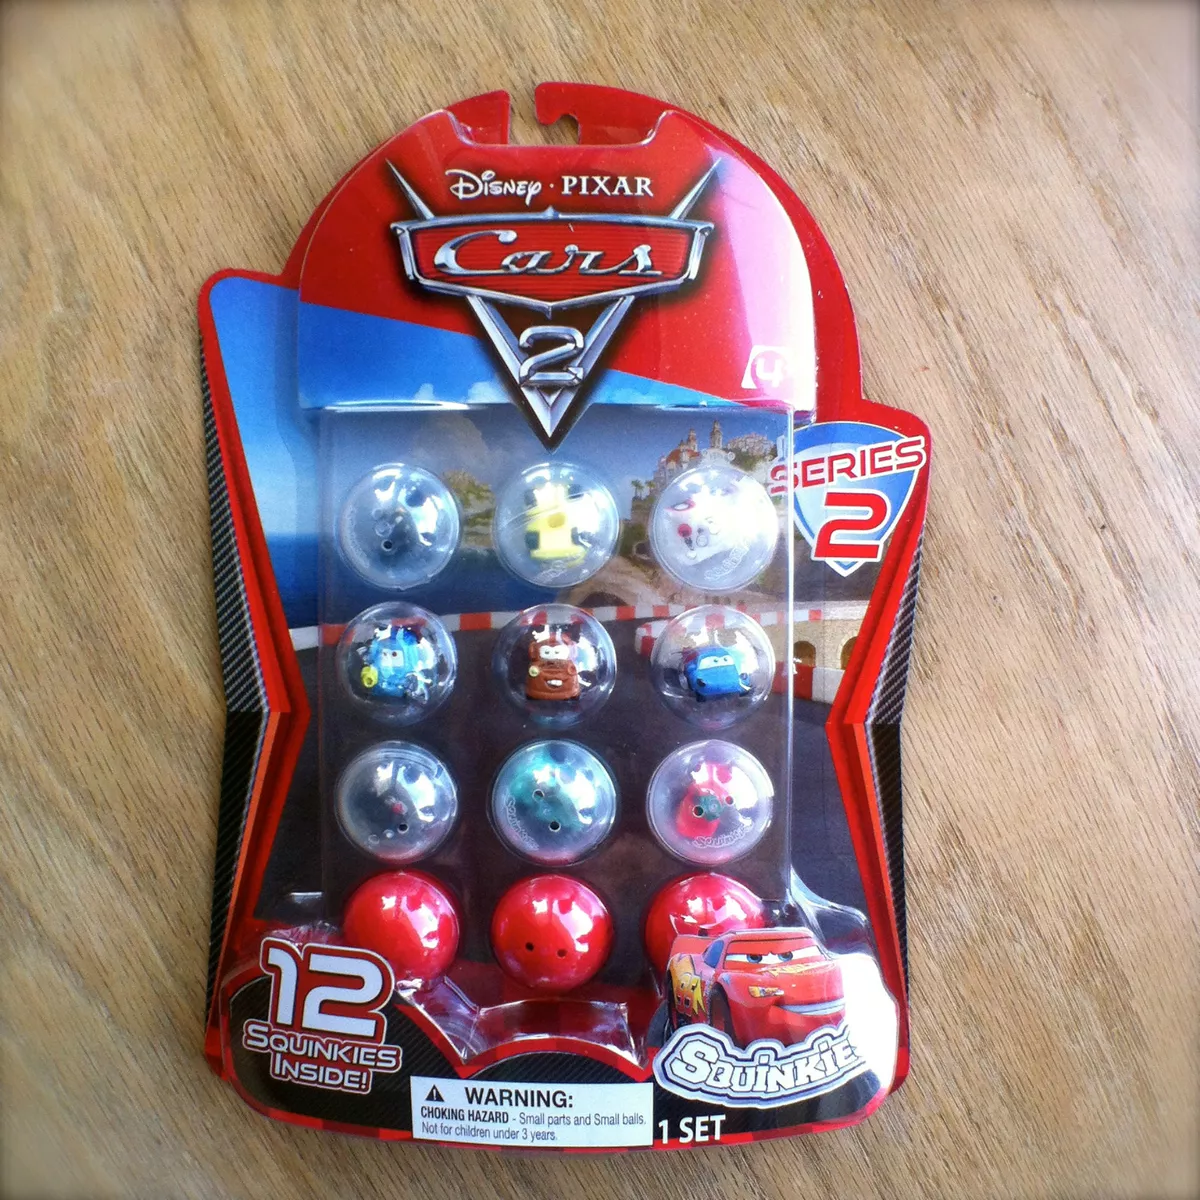 Disney · PIXAR
Cars
2
4+
SERIES
2
12
SQUINKIES
INSIDE!
SQUINKIE
WARNING:
CHOKING HAZARD - Small parts and Small balls.
Not for children under 3 years.
1 SET